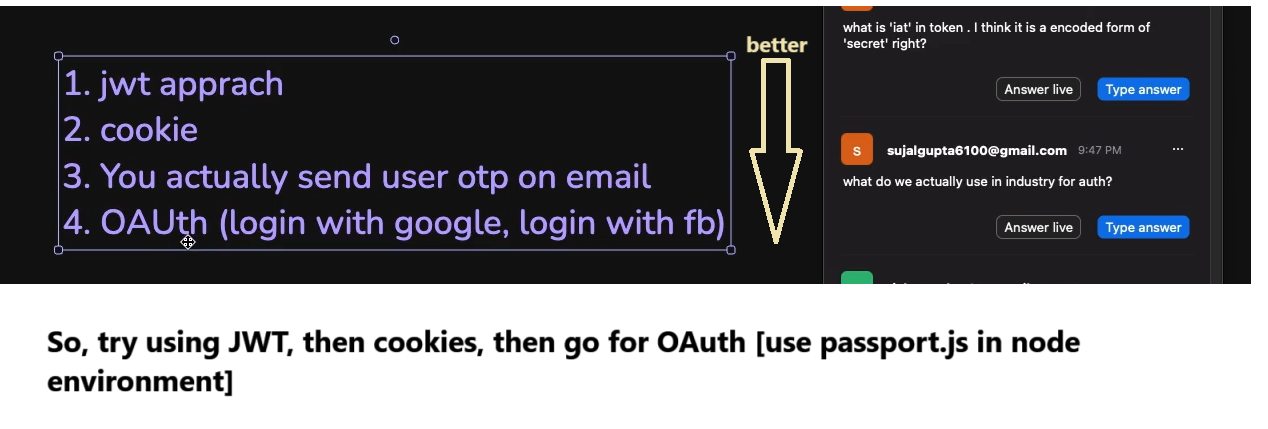 better
1. jwt apprach
2. cookie
3. You actually send user otp on email
4. OAUth (login with google, login with fb)
what is 'iat' in token . I think it is a encoded form of
'secret' right?
Answer live
Type answer
s
sujalgupta6100@gmail.com 9:47 PM ...
what do we actually use in industry for auth?
Answer live
Type answer
So, try using JWT, then cookies, then go for OAuth [use passport.js in node
environment]